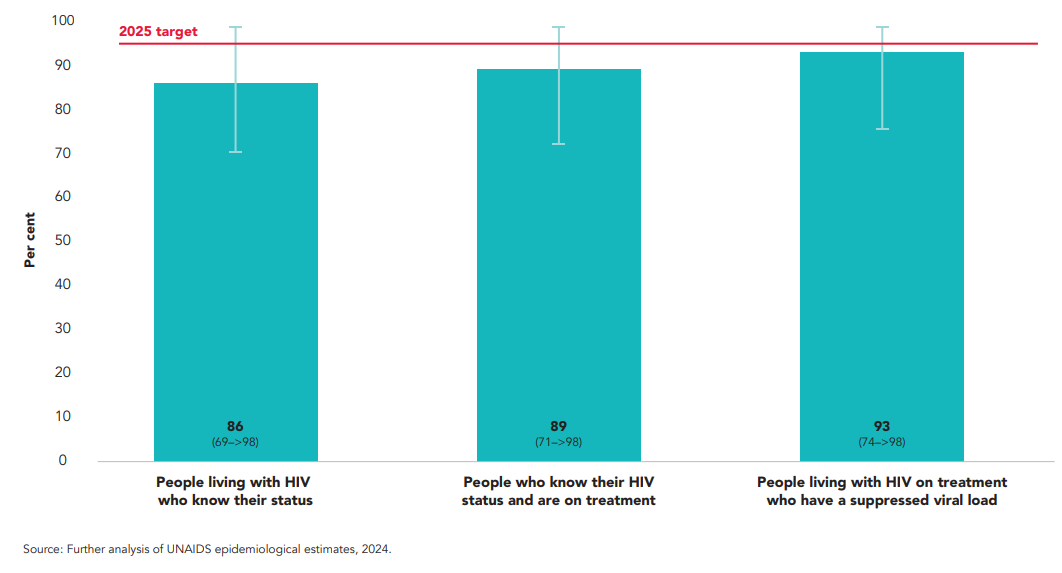 100
2025 target
90
80
70
60
50
40
30
20
10
0
Per cent
86
(69–>98)
89
(71–>98)
93
(74–>98)
People living with HIV
who know their status
People who know their HIV
status and are on treatment
People living with HIV on treatment
who have a suppressed viral load
Source: Further analysis of UNAIDS epidemiological estimates, 2024.